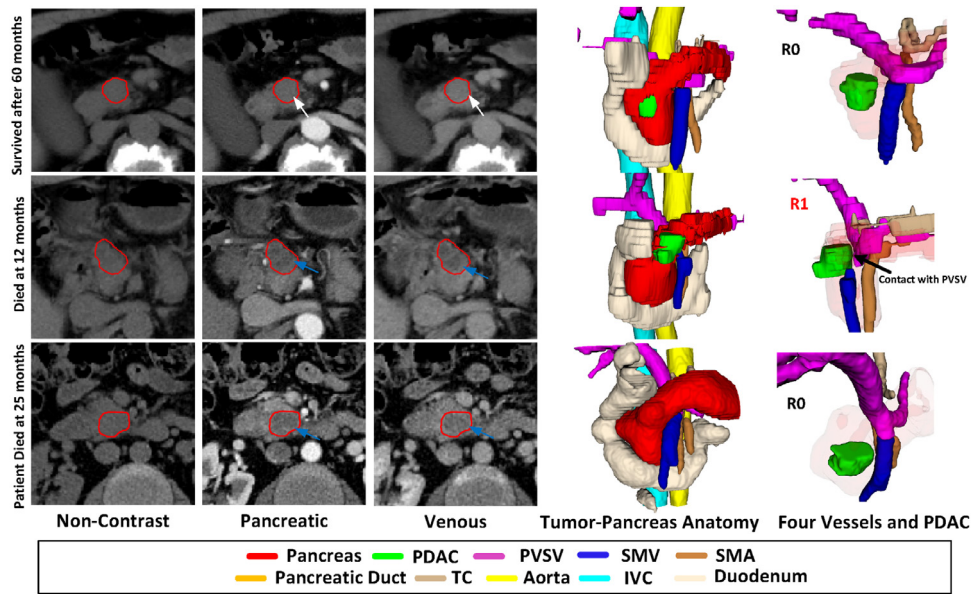 Survived after 60 months
R0
Died at 12 months
R1
Contact with PVSV
Patient Died at 25 months
R0
Non-Contrast
Pancreatic
Venous
Tumor-Pancreas Anatomy
Four Vessels and PDAC
Pancreas PDAC PVSV SMV SMA
Pancreatic Duct TC Aorta IVC Duodenum